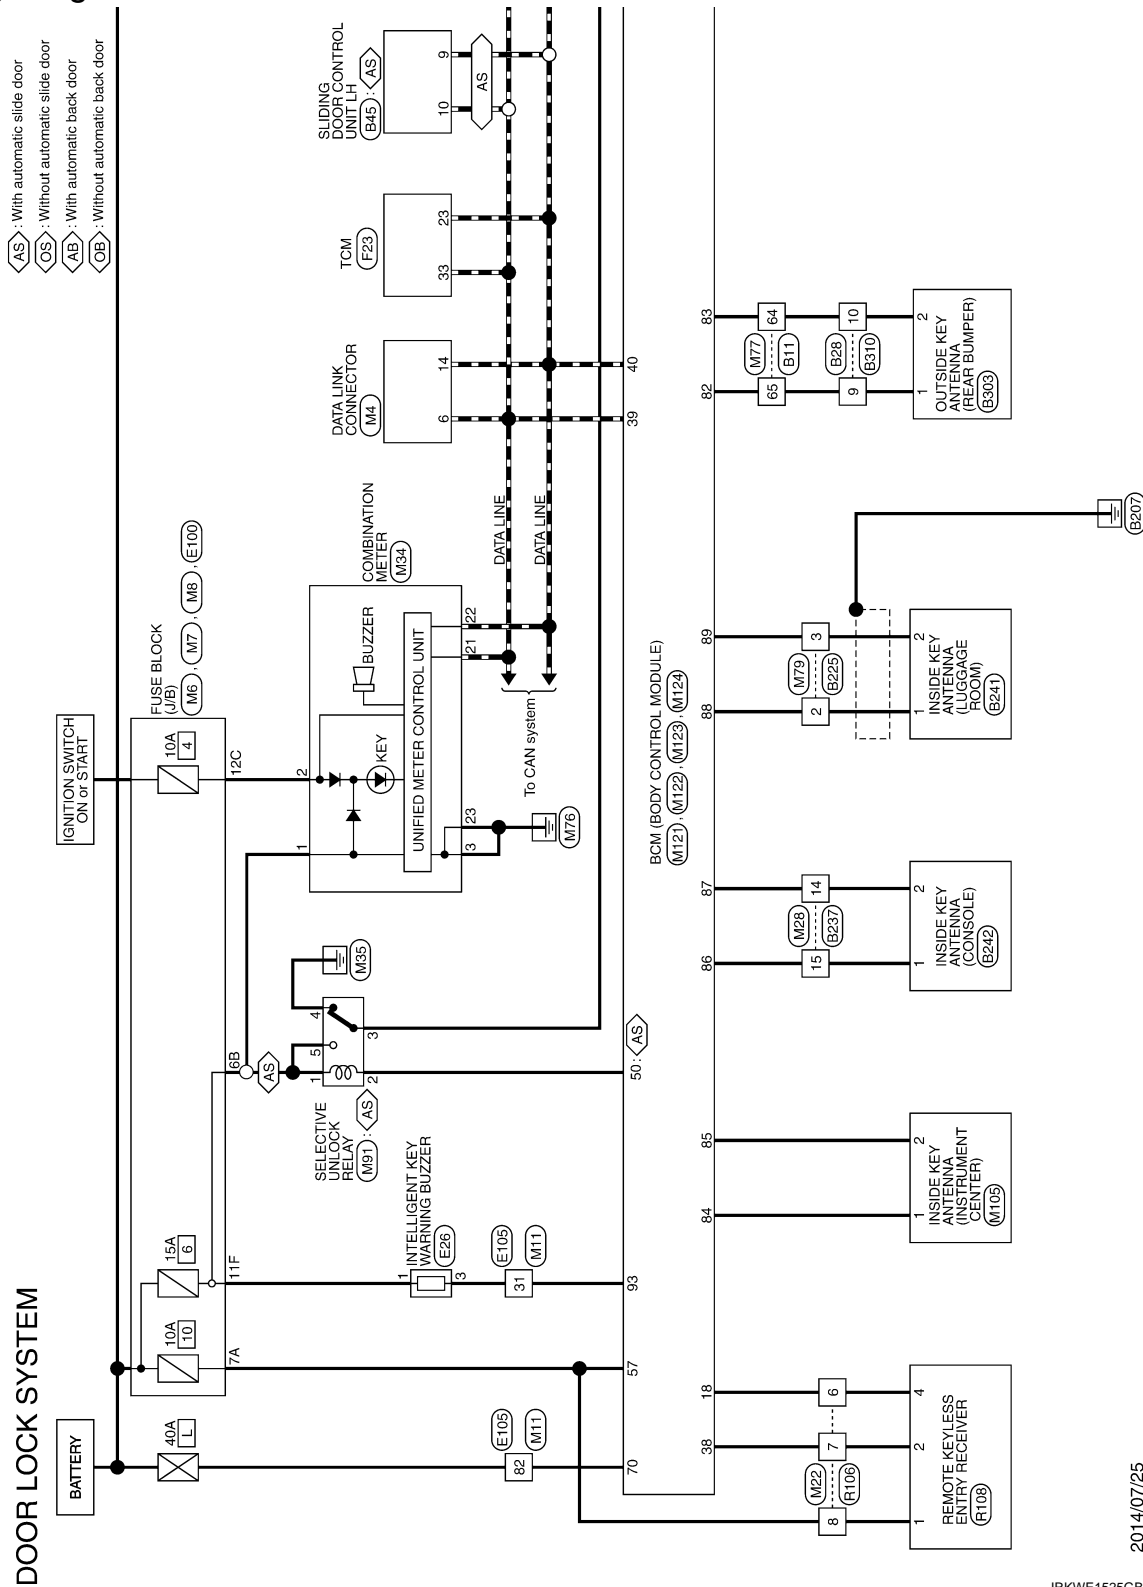 DOOR LOCK SYSTEM
AS : With automatic slide door
OS : Without automatic slide door
AB : With automatic back door
OB : Without automatic back door
BATTERY
IGNITION SWITCH
ON or START
40A
L
10A
10
15A
6
10A
4
FUSE BLOCK
(J/B)
M6 , M7 , M8 , E100
7A
11F
6B
12C
AS
SELECTIVE
UNLOCK
RELAY
M91 : AS
1
5
4
2
3
M35
INTELLIGENT KEY
WARNING BUZZER
E26
1
3
E105
M11
82
E105
M11
31
COMBINATION
METER
M34
1
2
BUZZER
KEY
UNIFIED METER CONTROL UNIT
3
23
21
22
M76
To CAN system
DATA LINE
DATA LINE
DATA LINK
CONNECTOR
M4
6
14
TCM
F23
33
23
SLIDING
DOOR CONTROL
UNIT LH
B45 : AS
10
9
AS
70
57
93
50 : AS
39
40
BCM (BODY CONTROL MODULE)
M121 , M122 , M123 , M124
38
18
84
85
86
87
88
89
82
83
M22
R106
8
7
6
1
2
4
REMOTE KEYLESS
ENTRY RECEIVER
R108
1
2
INSIDE KEY
ANTENNA
(INSTRUMENT
CENTER)
M105
M28
B237
15
14
1
2
INSIDE KEY
ANTENNA
(CONSOLE)
B242
M79
B225
2
3
1
2
INSIDE KEY
ANTENNA
(LUGGAGE
ROOM)
B241
B207
M77
B11
65
64
B28
B310
9
10
1
2
OUTSIDE KEY
ANTENNA
(REAR BUMPER)
B303
2014/07/25